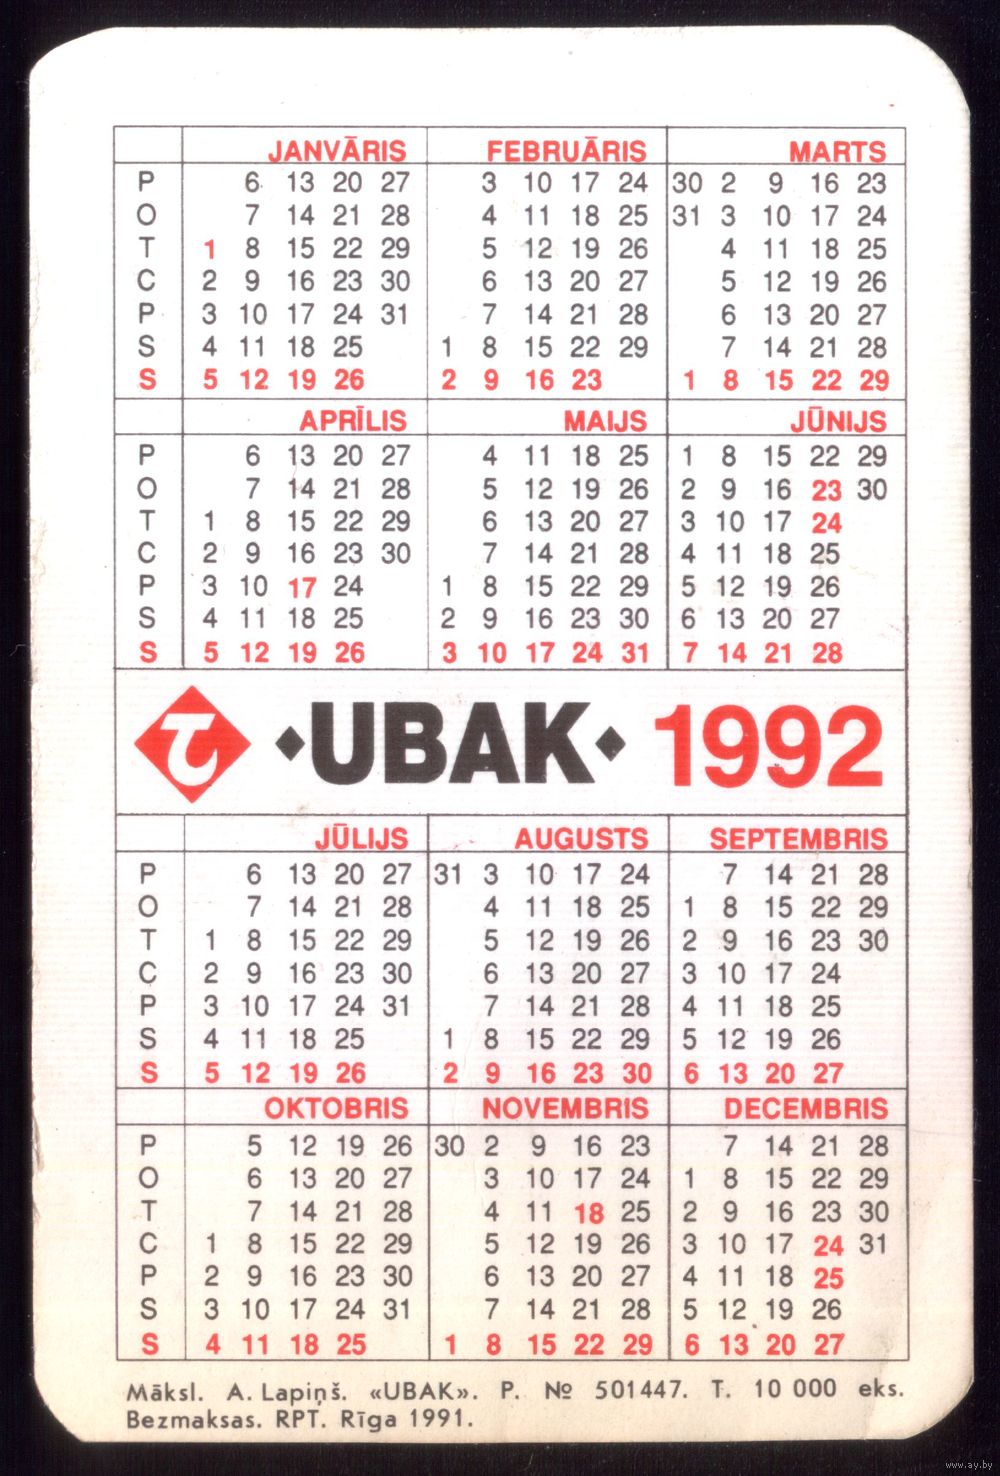 JANVĀRIS FEBRUĀRIS MARTS
P 6 13 20 27 3 10 17 24 30 2 9 16 23
O 7 14 21 28 4 11 18 25 31 3 10 17 24
T 1 8 15 22 29 5 12 19 26 4 11 18 25
C 2 9 16 23 30 6 13 20 27 5 12 19 26
P 3 10 17 24 31 7 14 21 28 6 13 20 27
S 4 11 18 25 1 8 15 22 29 7 14 21 28
S 5 12 19 26 2 9 16 23 1 8 15 22 29
APRĪLIS MAIJS JŪNIJS
P 6 13 20 27 4 11 18 25 1 8 15 22 29
O 7 14 21 28 5 12 19 26 2 9 16 23 30
T 1 8 15 22 29 6 13 20 27 3 10 17 24
C 2 9 16 23 30 7 14 21 28 4 11 18 25
P 3 10 17 24 1 8 15 22 29 5 12 19 26
S 4 11 18 25 2 9 16 23 30 6 13 20 27
S 5 12 19 26 3 10 17 24 31 7 14 21 28
UBAK 1992
JŪLIJS AUGUSTS SEPTEMBRIS
P 6 13 20 27 31 3 10 17 24 7 14 21 28
O 7 14 21 28 4 11 18 25 1 8 15 22 29
T 1 8 15 22 29 5 12 19 26 2 9 16 23 30
C 2 9 16 23 30 6 13 20 27 3 10 17 24
P 3 10 17 24 31 7 14 21 28 4 11 18 25
S 4 11 18 25 1 8 15 22 29 5 12 19 26
S 5 12 19 26 2 9 16 23 30 6 13 20 27
OKTOBRIS NOVEMBRIS DECEMBRIS
P 5 12 19 26 30 2 9 16 23 7 14 21 28
O 6 13 20 27 3 10 17 24 1 8 15 22 29
T 7 14 21 28 4 11 18 25 2 9 16 23 30
C 1 8 15 22 29 5 12 19 26 3 10 17 24 31
P 2 9 16 23 30 6 13 20 27 4 11 18 25
S 3 10 17 24 31 7 14 21 28 5 12 19 26
S 4 11 18 25 1 8 15 22 29 6 13 20 27
Māksl. A. Lapiņš. «UBAK». P. № 501447. T. 10 000 eks.
Bezmaksas. RPT. Rīga 1991.
www.ay.by